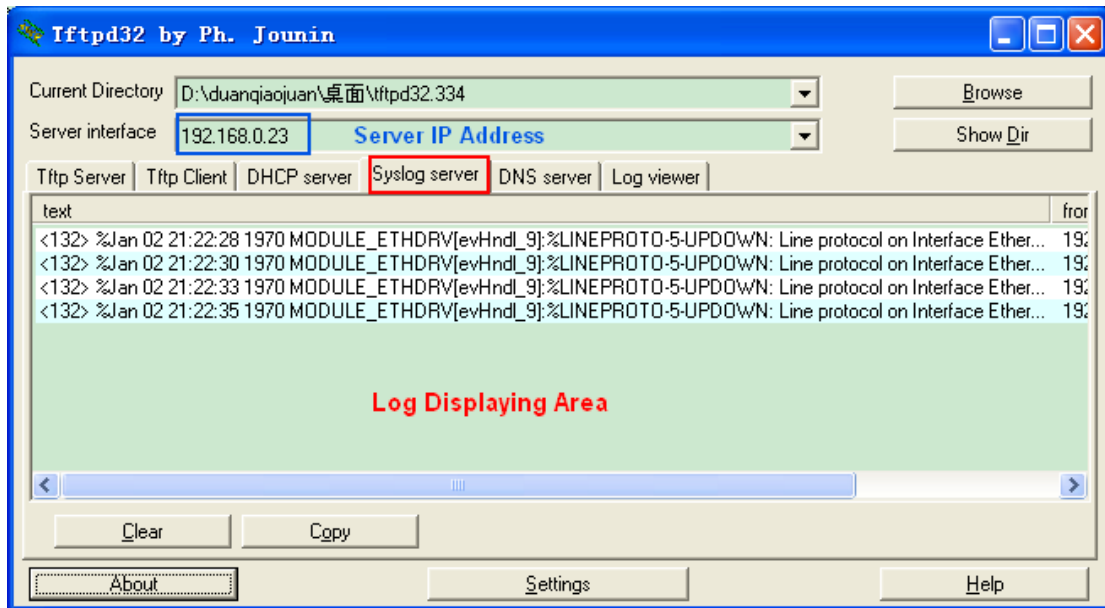 Tftpd32 by Ph. Jounin
Current Directory D:\duanqiaojuan\桌面\tftpd32.334 Browse
Server interface 192.168.0.23 Server IP Address Show Dir
Tftp Server Tftp Client DHCP server Syslog server DNS server Log viewer
text fror
<132> %Jan 02 21:22:28 1970 MODULE_ETHDRV[evHndl_9]:%LINEPROTO-5-UPDOWN: Line protocol on Interface Ether... 192
<132> %Jan 02 21:22:30 1970 MODULE_ETHDRV[evHndl_9]:%LINEPROTO-5-UPDOWN: Line protocol on Interface Ether... 192
<132> %Jan 02 21:22:33 1970 MODULE_ETHDRV[evHndl_9]:%LINEPROTO-5-UPDOWN: Line protocol on Interface Ether... 192
<132> %Jan 02 21:22:35 1970 MODULE_ETHDRV[evHndl_9]:%LINEPROTO-5-UPDOWN: Line protocol on Interface Ether... 192
Log Displaying Area
Clear Copy
About Settings Help